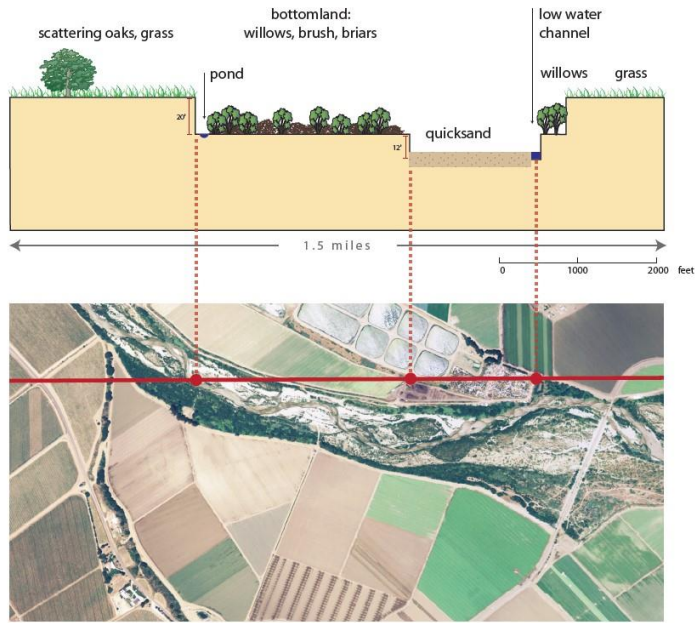 bottomland:
willows, brush, briars
low water
channel
scattering oaks, grass
pond
willows
grass
20'
quicksand
12'
1.5 miles
0
1000
2000
feet